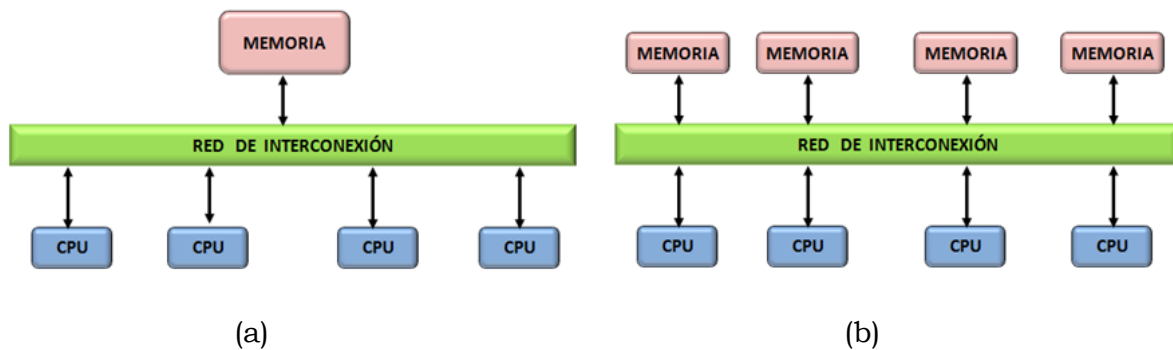 MEMORIA
RED DE INTERCONEXIÓN
CPU CPU CPU CPU
(a)
MEMORIA MEMORIA MEMORIA MEMORIA
RED DE INTERCONEXIÓN
CPU CPU CPU CPU
(b)